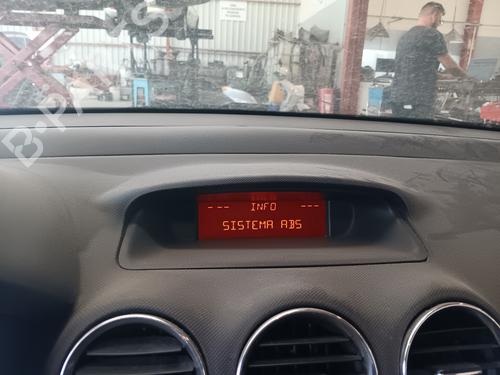 --- INFO ---
SISTEMA ABS